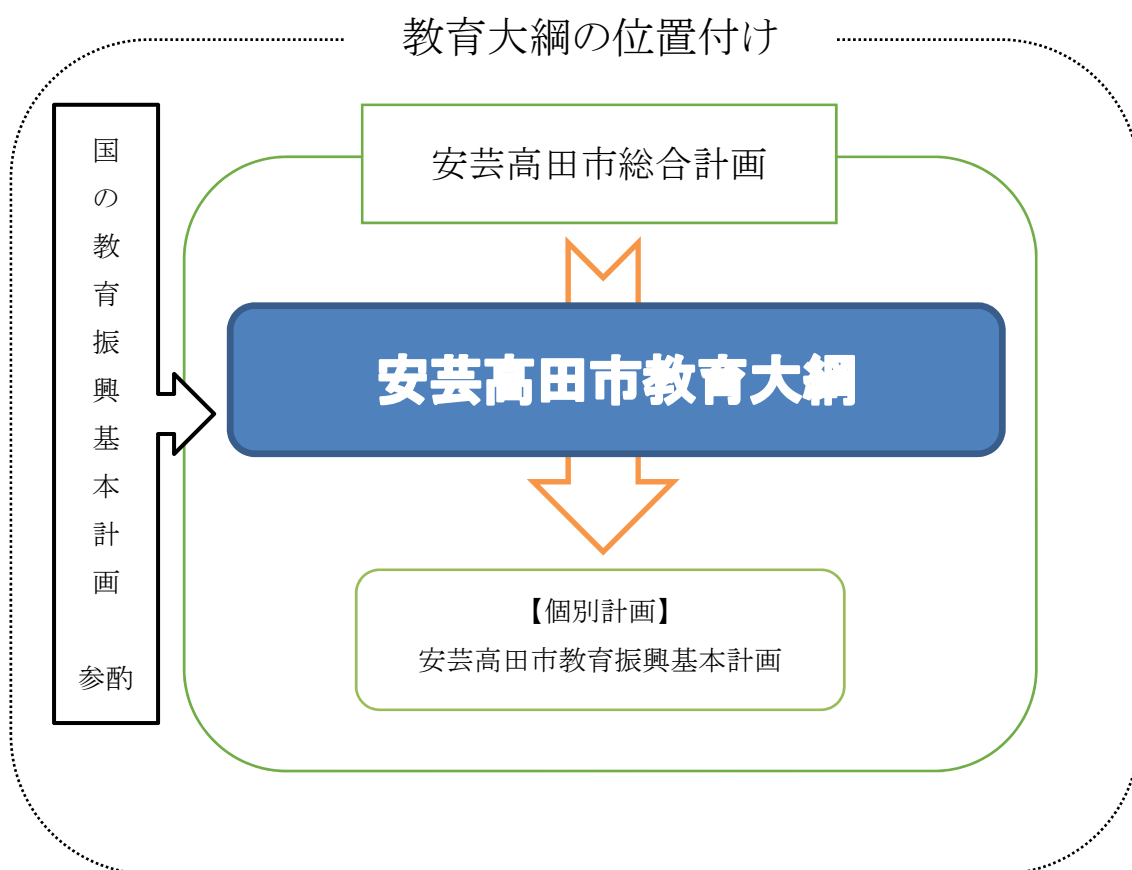 教育大綱の位置付け
国の教育振興基本計画
参酌
安芸高田市総合計画
安芸高田市教育大綱
【個別計画】
安芸高田市教育振興基本計画